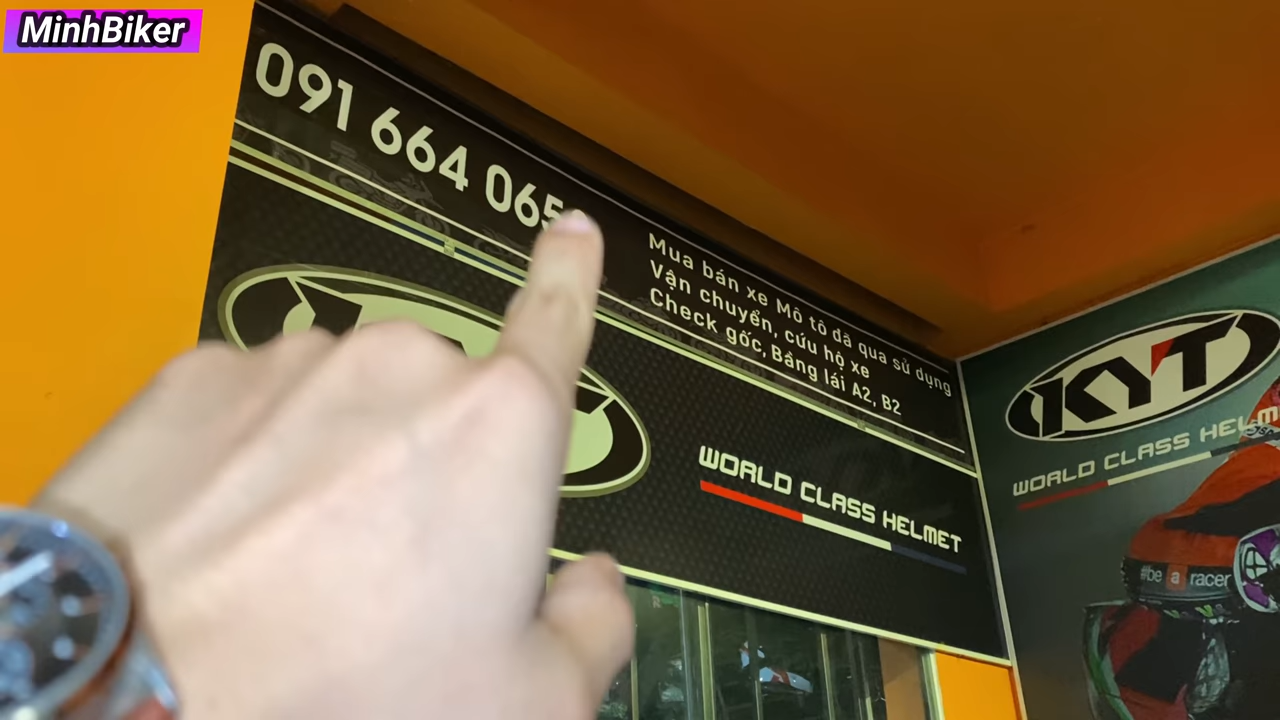 MinhBiker
091 664 065
Mua bán xe Mô tô đã qua sử dụng
Vận chuyển, cứu hộ xe
Check gốc, Bằng lái A2, B2
WORLD CLASS HELMET
KYT
WORLD CLASS HELM
#be a racer